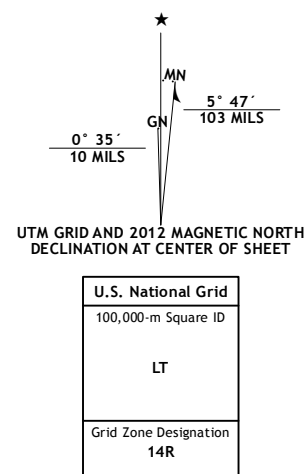 ★
MN
GN
5° 47´
103 MILS
0° 35´
10 MILS
UTM GRID AND 2012 MAGNETIC NORTH
DECLINATION AT CENTER OF SHEET
U.S. National Grid
100,000-m Square ID
LT
Grid Zone Designation
14R